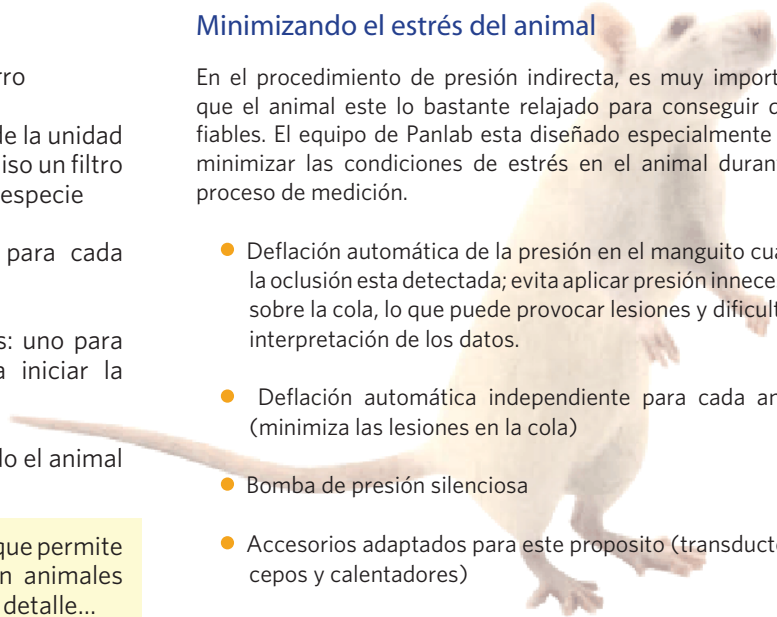 rro
de la unidad
iso un filtro
especie
para cada
s: uno para
a iniciar la
do el animal
que permite
n animales
detalle...
Minimizando el estrés del animal
En el procedimiento de presión indirecta, es muy import
que el animal este lo bastante relajado para conseguir d
fiables. El equipo de Panlab esta diseñado especialmente
minimizar las condiciones de estrés en el animal duran
proceso de medición.
● Deflación automática de la presión en el manguito cua
la oclusión esta detectada; evita aplicar presión innece
sobre la cola, lo que puede provocar lesiones y dificult
interpretación de los datos.
● Deflación automática independiente para cada an
(minimiza las lesiones en la cola)
● Bomba de presión silenciosa
● Accesorios adaptados para este proposito (transducto
cepos y calentadores)